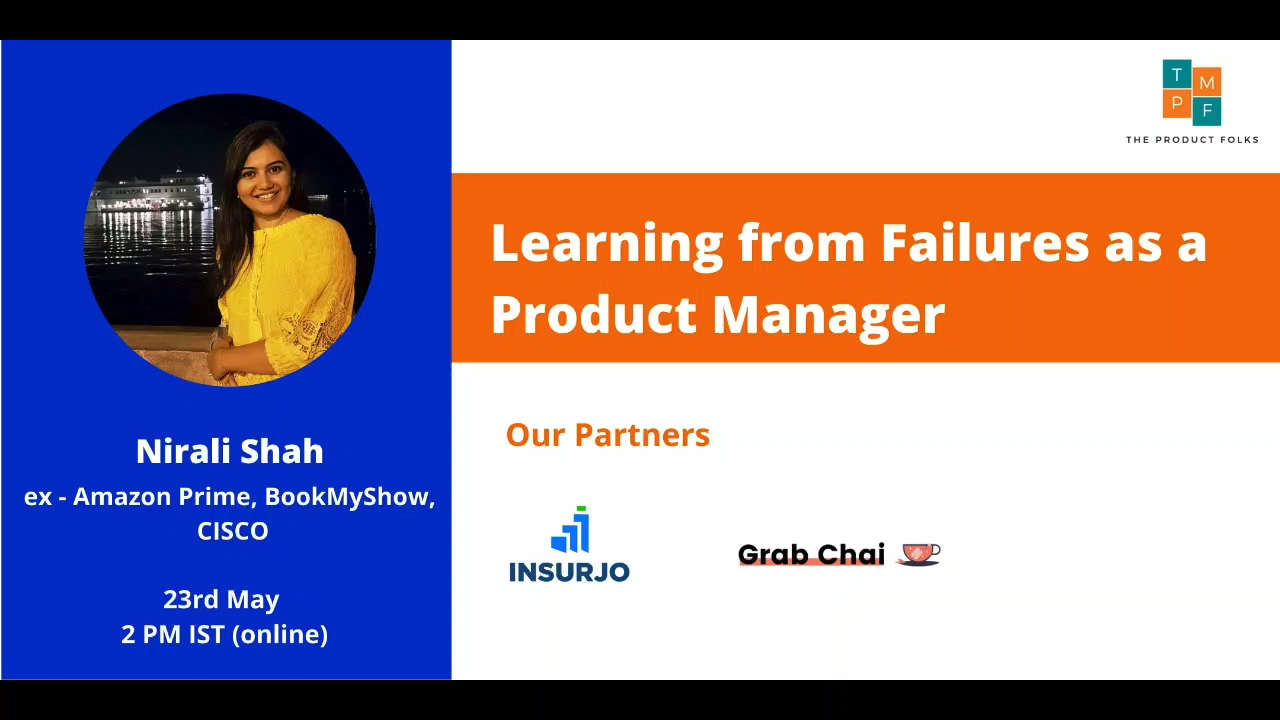 T M
P F
THE PRODUCT FOLKS
Learning from Failures as a
Product Manager
Nirali Shah
ex - Amazon Prime, BookMyShow,
CISCO
23rd May
2 PM IST (online)
Our Partners
INSURJO
Grab Chai